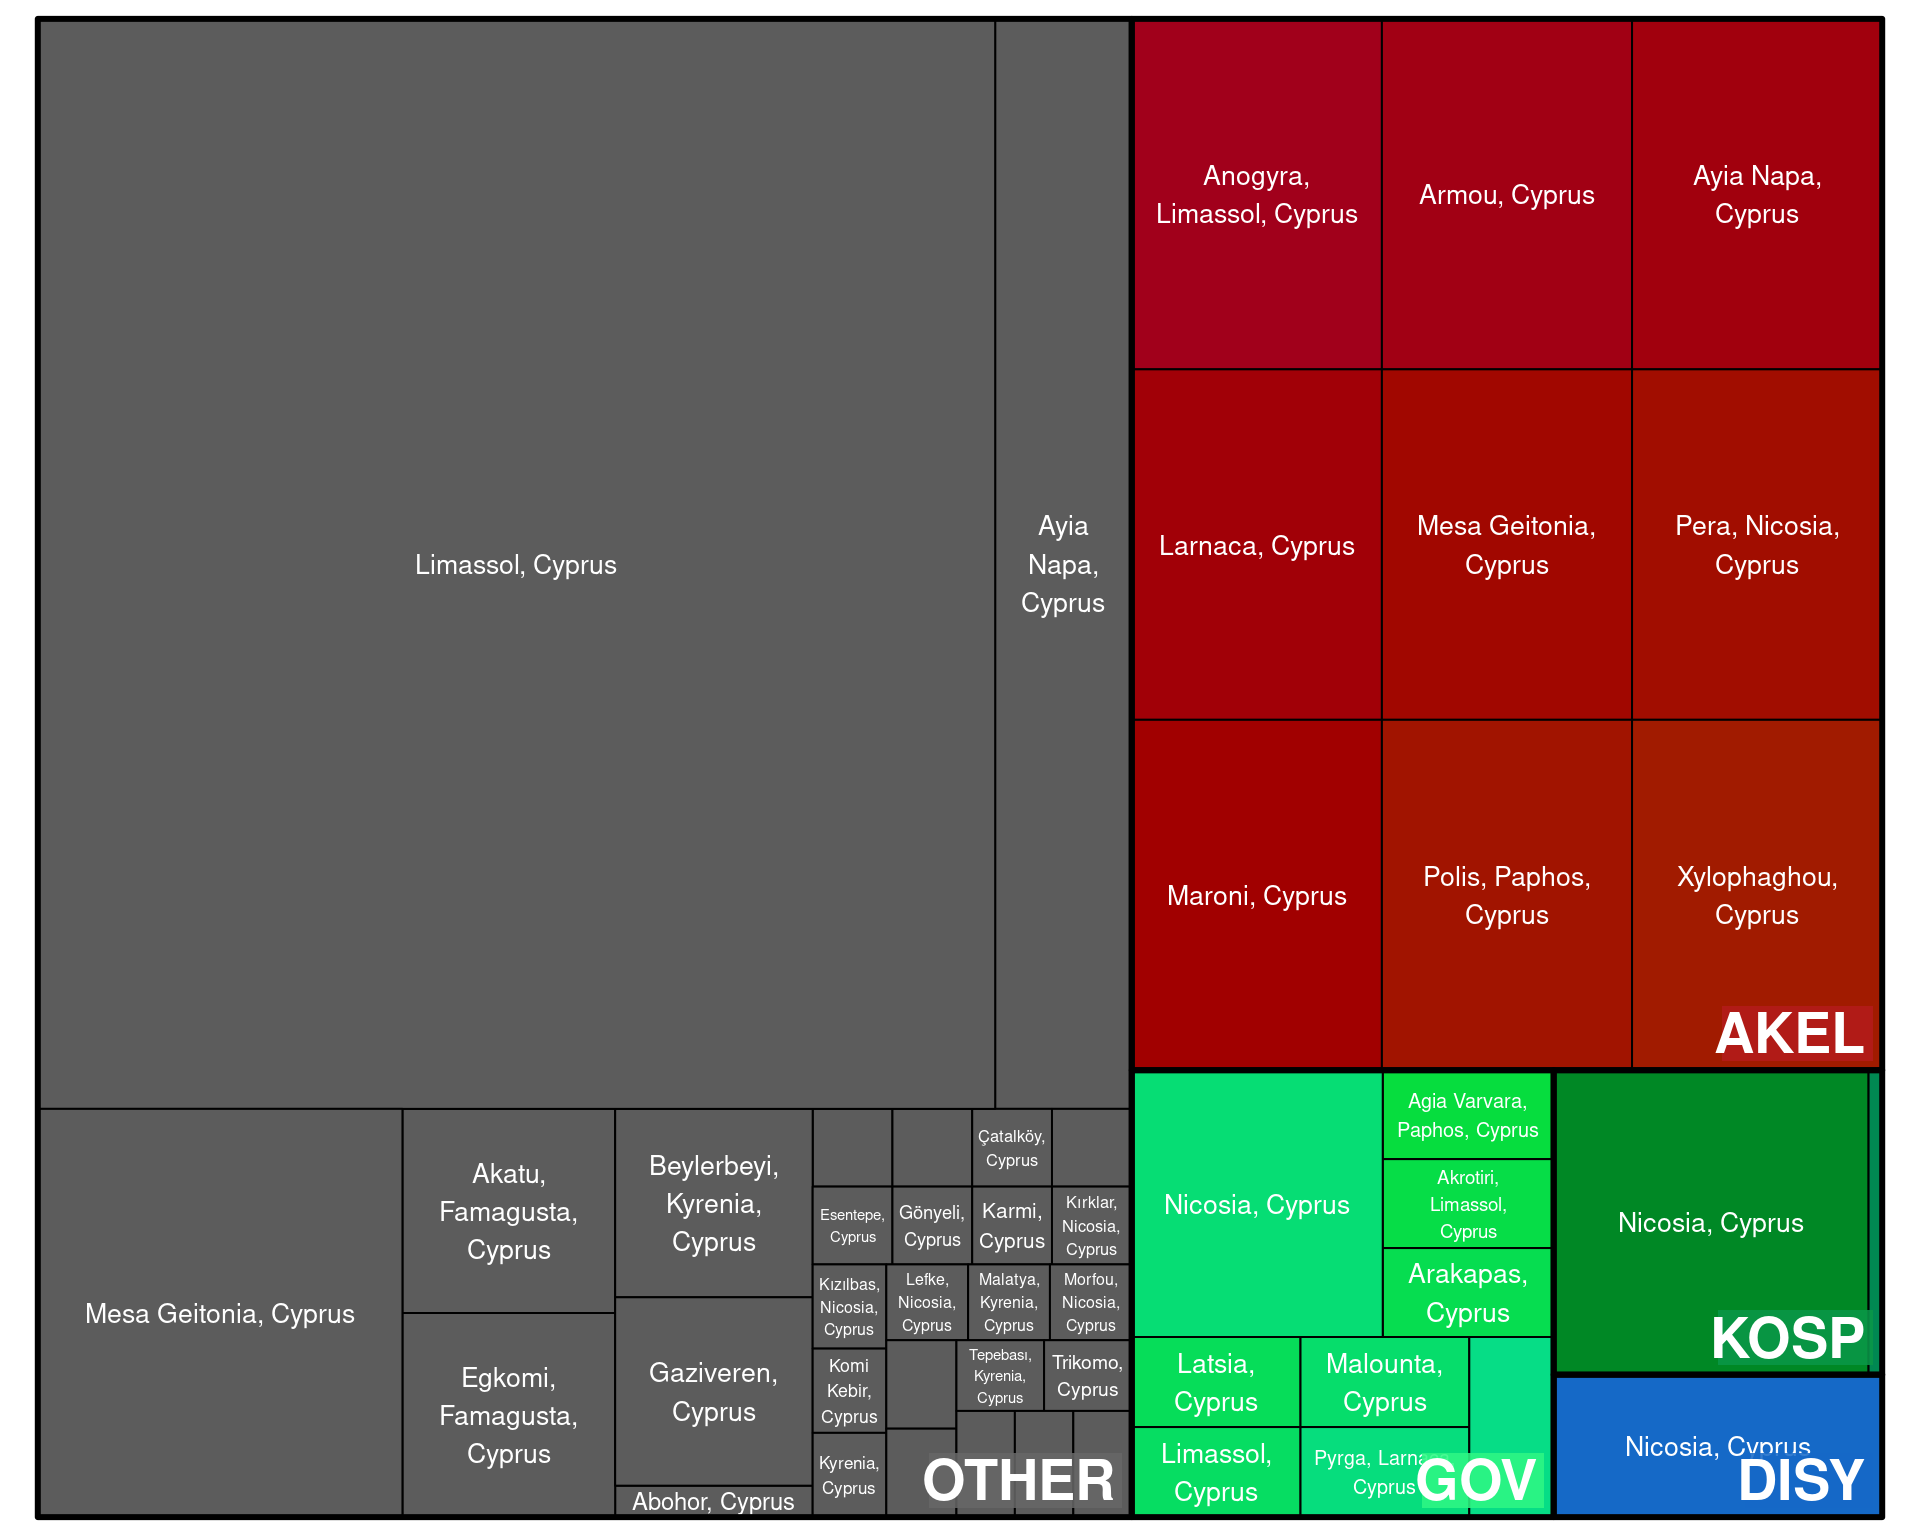 Limassol, Cyprus
Ayia
Napa,
Cyprus
Mesa Geitonia, Cyprus
Akatu,
Famagusta,
Cyprus
Egkomi,
Famagusta,
Cyprus
Beylerbeyi,
Kyrenia,
Cyprus
Gaziveren,
Cyprus
Abohor, Cyprus
Çatalköy,
Cyprus
Esentepe,
Cyprus
Gönyeli,
Cyprus
Karmi,
Cyprus
Kırklar,
Nicosia,
Cyprus
Kızılbas,
Nicosia,
Cyprus
Lefke,
Nicosia,
Cyprus
Malatya,
Kyrenia,
Cyprus
Morfou,
Nicosia,
Cyprus
Komi
Kebir,
Cyprus
Tepebası,
Kyrenia,
Cyprus
Trikomo,
Cyprus
Kyrenia,
Cyprus
OTHER
Anogyra,
Limassol, Cyprus
Armou, Cyprus
Ayia Napa,
Cyprus
Larnaca, Cyprus
Mesa Geitonia,
Cyprus
Pera, Nicosia,
Cyprus
Maroni, Cyprus
Polis, Paphos,
Cyprus
Xylophaghou,
Cyprus
AKEL
Nicosia, Cyprus
Agia Varvara,
Paphos, Cyprus
Akrotiri,
Limassol,
Cyprus
Arakapas,
Cyprus
Latsia,
Cyprus
Malounta,
Cyprus
Limassol,
Cyprus
Pyrga, Larnaca,
Cyprus
GOV
Nicosia, Cyprus
KOSP
Nicosia, Cyprus
DISY